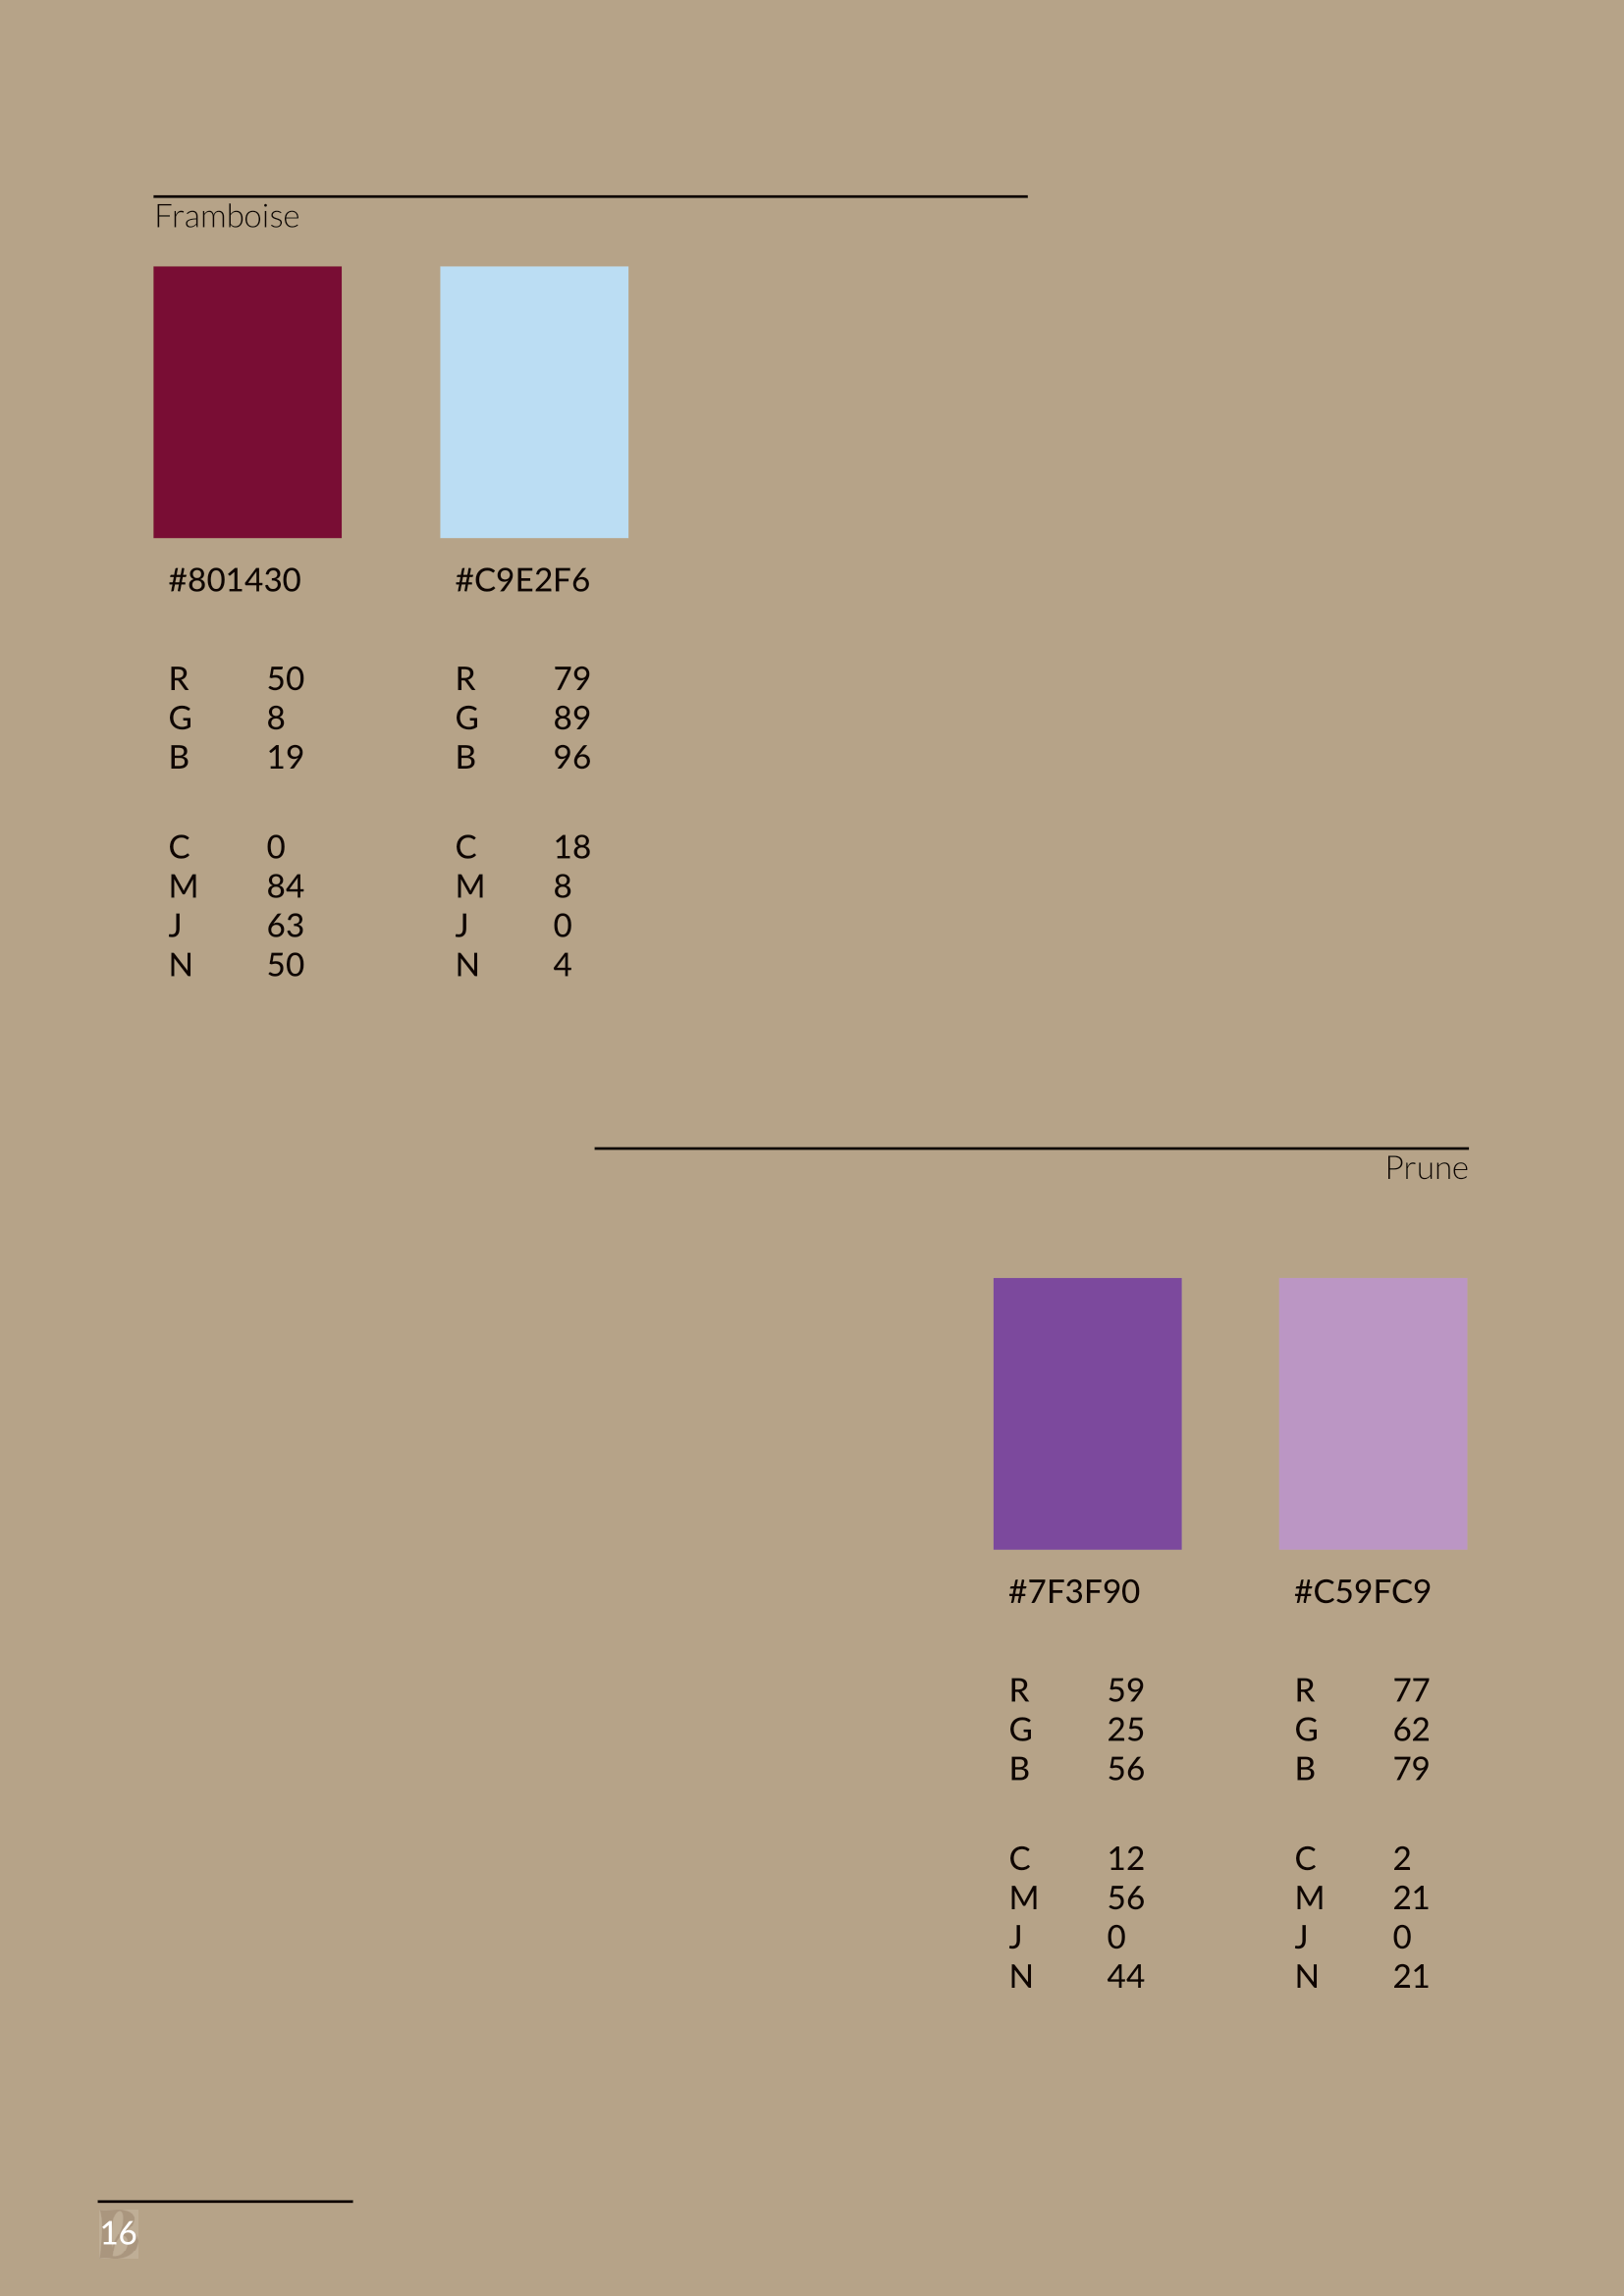 Framboise
#801430 #C9E2F6
R 50 R 79
G 8 G 89
B 19 B 96
C 0 C 18
M 84 M 8
J 63 J 0
N 50 N 4
Prune
#7F3F90 #C59FC9
R 59 R 77
G 25 G 62
B 56 B 79
C 12 C 2
M 56 M 21
J 0 J 0
N 44 N 21
16